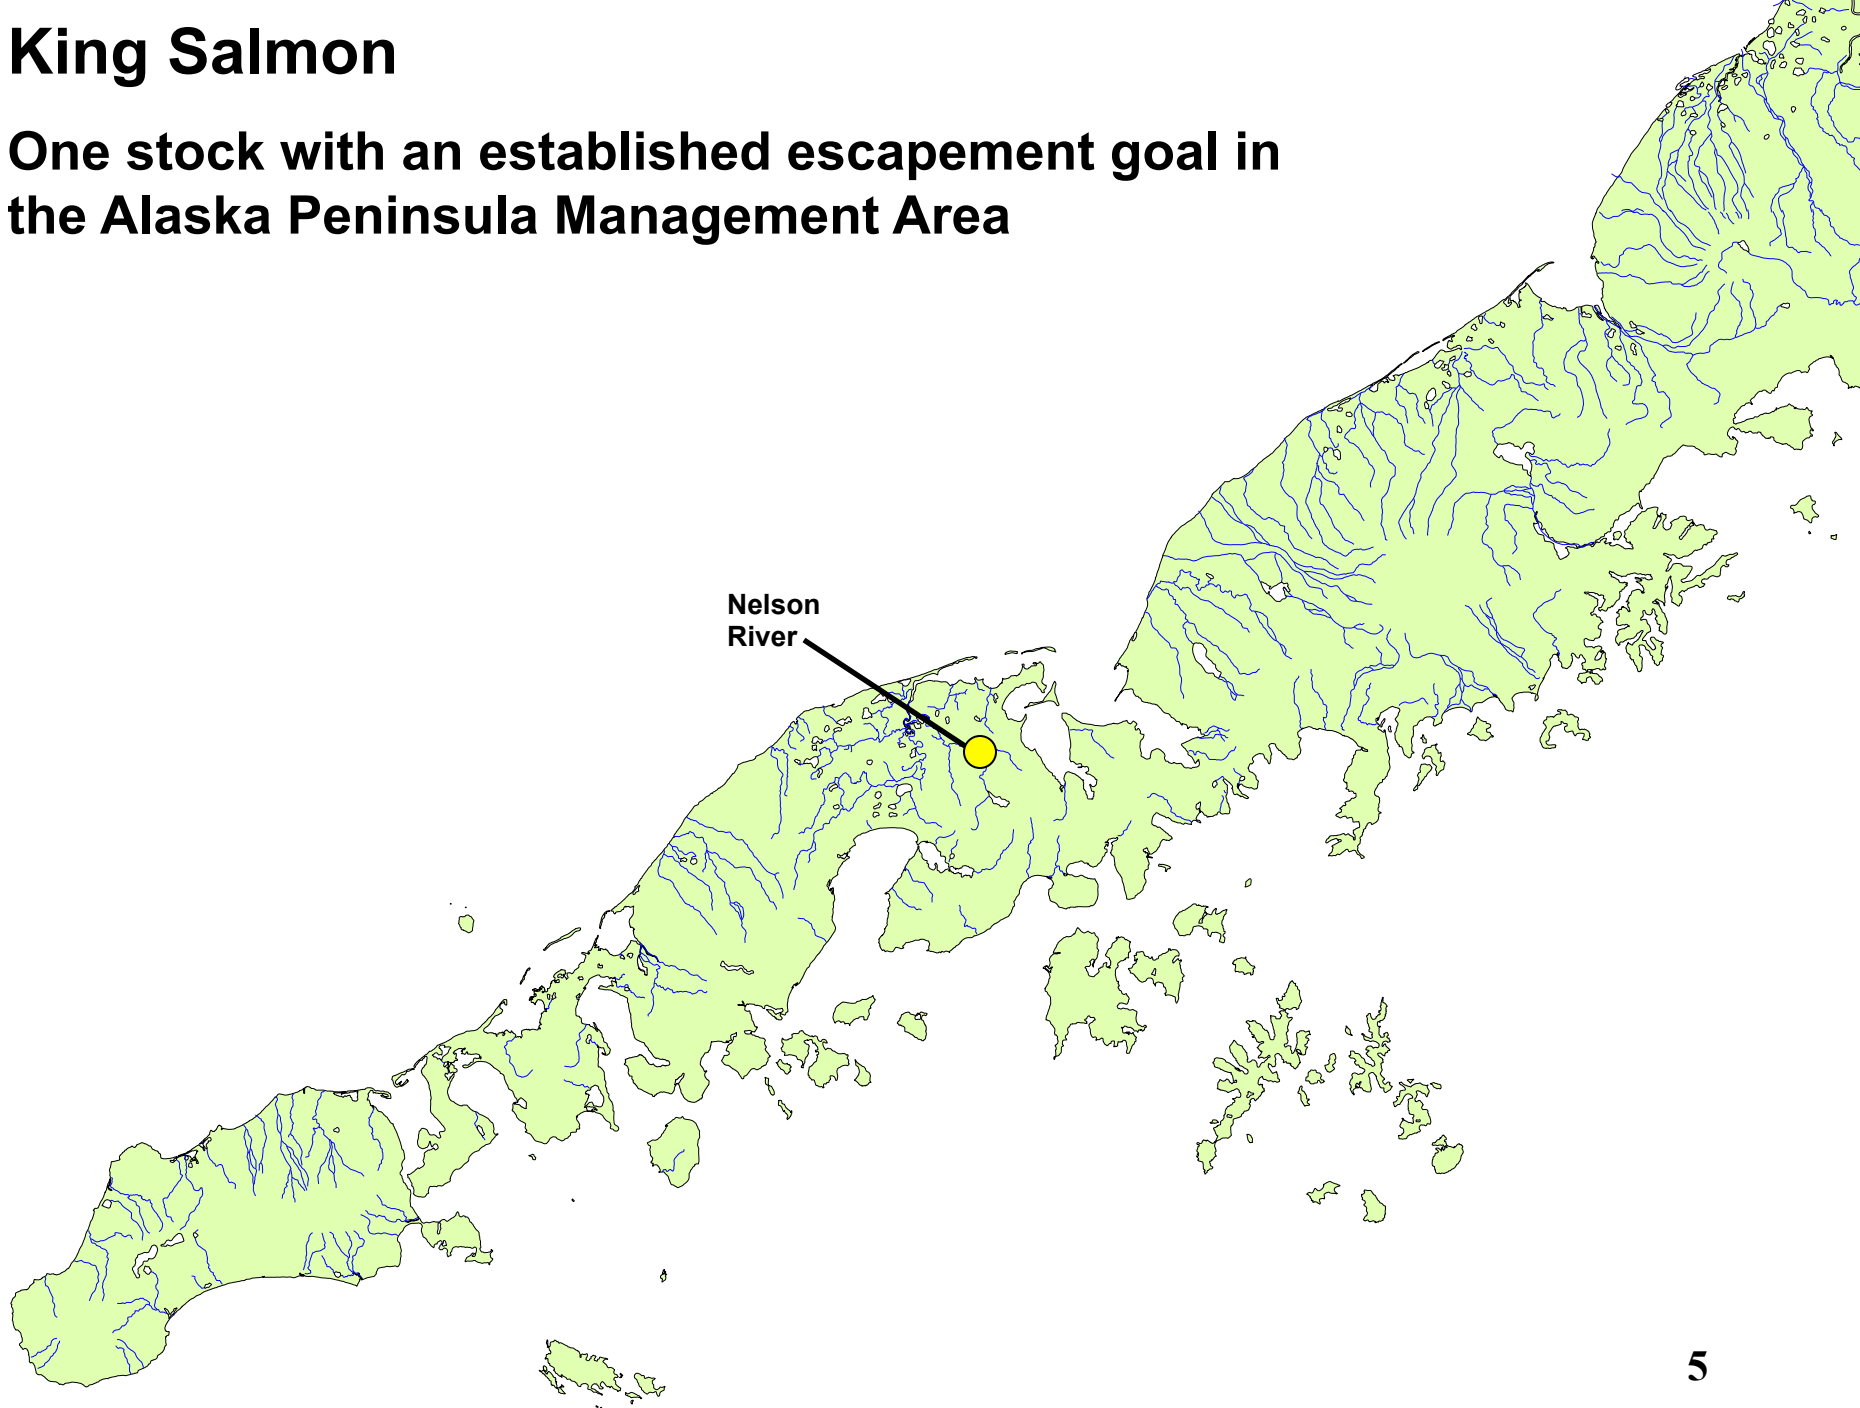 King Salmon
One stock with an established escapement goal in
the Alaska Peninsula Management Area
Nelson
River
5